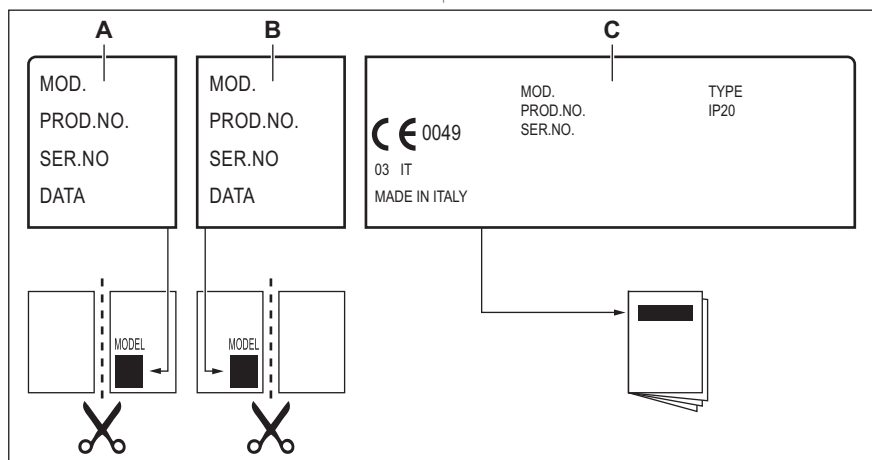 A
B
C
MOD.
PROD.NO.
SER.NO
DATA
MOD.
PROD.NO.
SER.NO
DATA
MOD.
PROD.NO.
SER.NO.
TYPE
IP20
CE 0049
03 IT
MADE IN ITALY
MODEL
MODEL